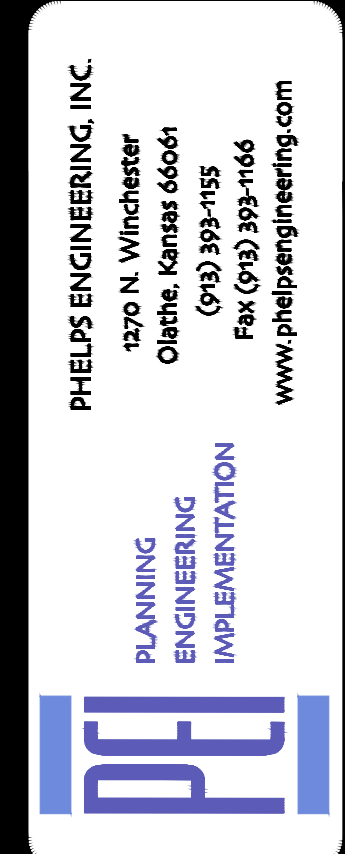 PEI
PLANNING
ENGINEERING
IMPLEMENTATION
PHELPS ENGINEERING, INC.
1270 N. Winchester
Olathe, Kansas 66061
(913) 393-1155
Fax (913) 393-1166
www.phelpsengineering.com